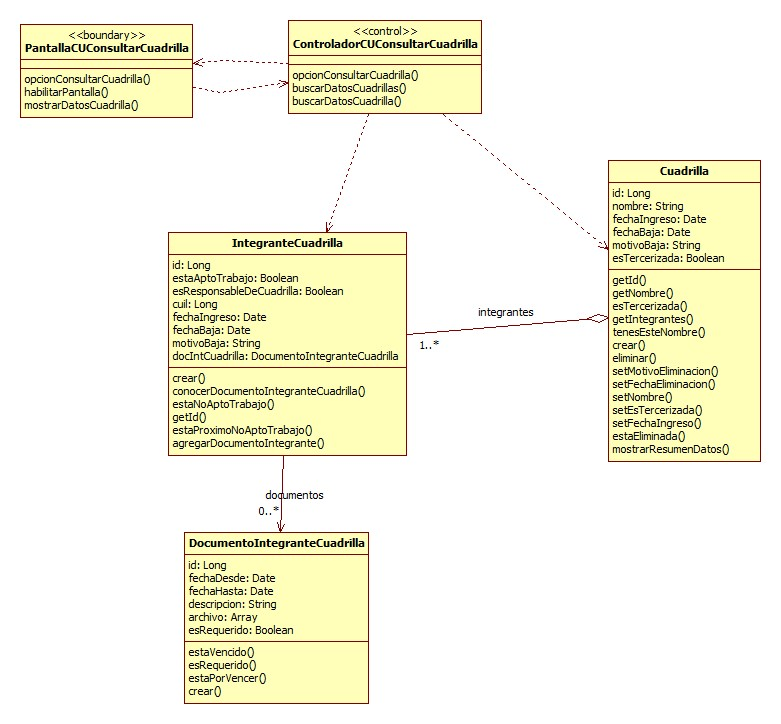 <<boundary>>
PantallaCUConsultarCuadrilla
opcionConsultarCuadrilla()
habilitarPantalla()
mostrarDatosCuadrilla()
<<control>>
ControladorCUConsultarCuadrilla
opcionConsultarCuadrilla()
buscarDatosCuadrillas()
buscarDatosCuadrilla()
Cuadrilla
id: Long
nombre: String
fechaIngreso: Date
fechaBaja: Date
motivoBaja: String
esTercerizada: Boolean
getId()
getNombre()
esTercerizada()
getIntegrantes()
tenesEsteNombre()
crear()
eliminar()
setMotivoEliminacion()
setFechaEliminacion()
setNombre()
setEsTercerizada()
setFechaIngreso()
estaEliminada()
mostrarResumenDatos()
IntegranteCuadrilla
id: Long
estaAptoTrabajo: Boolean
esResponsableDeCuadrilla: Boolean
cuil: Long
fechaIngreso: Date
fechaBaja: Date
motivoBaja: String
docIntCuadrilla: DocumentoIntegranteCuadrilla
crear()
conocerDocumentoIntegranteCuadrilla()
estaNoAptoTrabajo()
getId()
estaProximoNoAptoTrabajo()
agregarDocumentoIntegrante()
integrantes
1..*
documentos
0..*
DocumentoIntegranteCuadrilla
id: Long
fechaDesde: Date
fechaHasta: Date
descripcion: String
archivo: Array
esRequerido: Boolean
estaVencido()
esRequerido()
estaPorVencer()
crear()